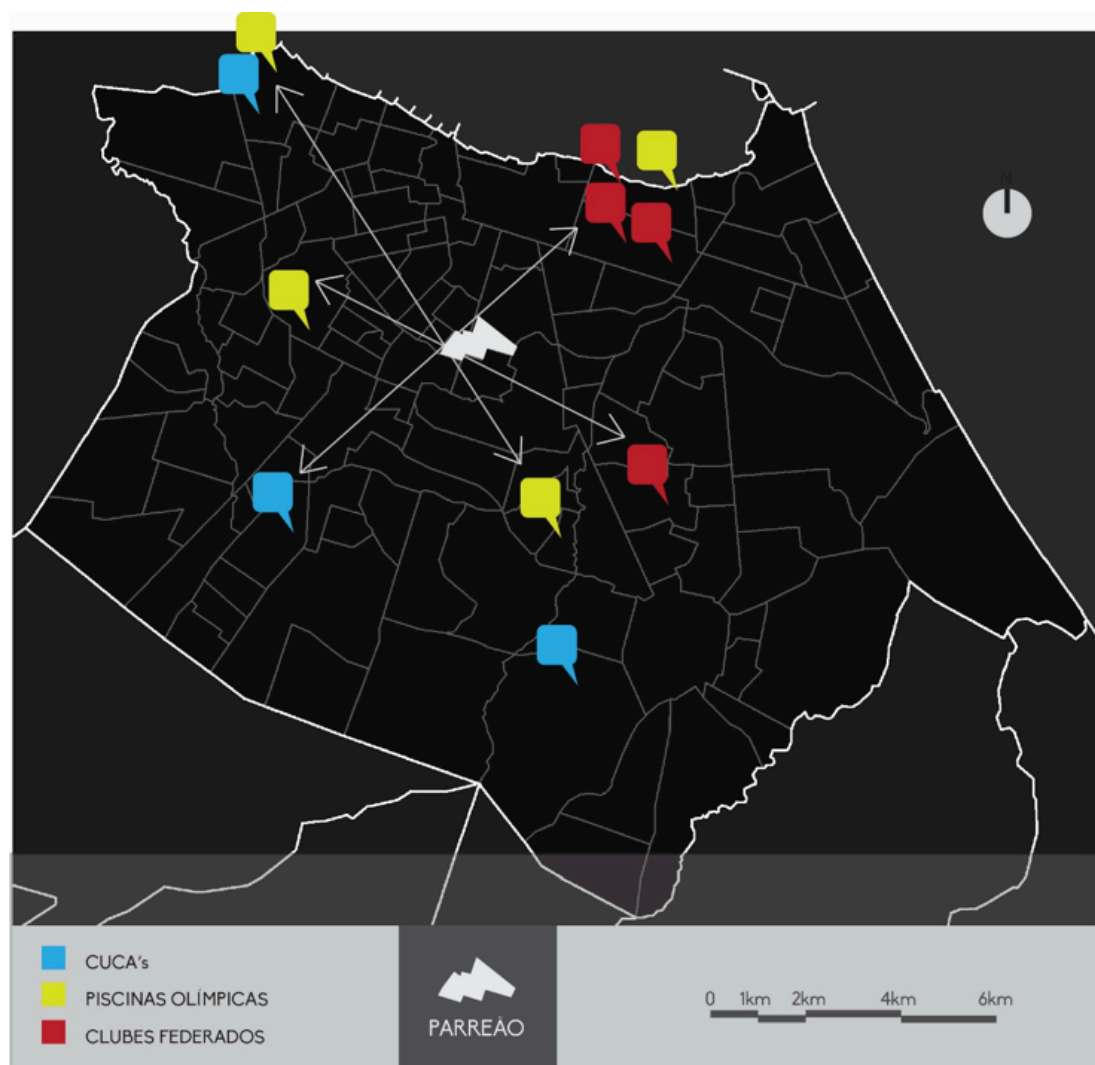 N
CUCA's
PISCINAS OLÍMPICAS
CLUBES FEDERADOS
PARREÃO
0 1km 2km 4km 6km